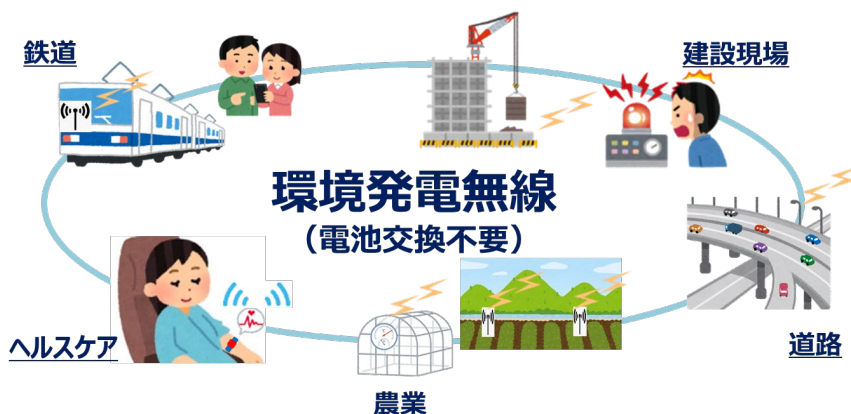 鉄道
建設現場
環境発電無線
（電池交換不要）
ヘルスケア
道路
農業